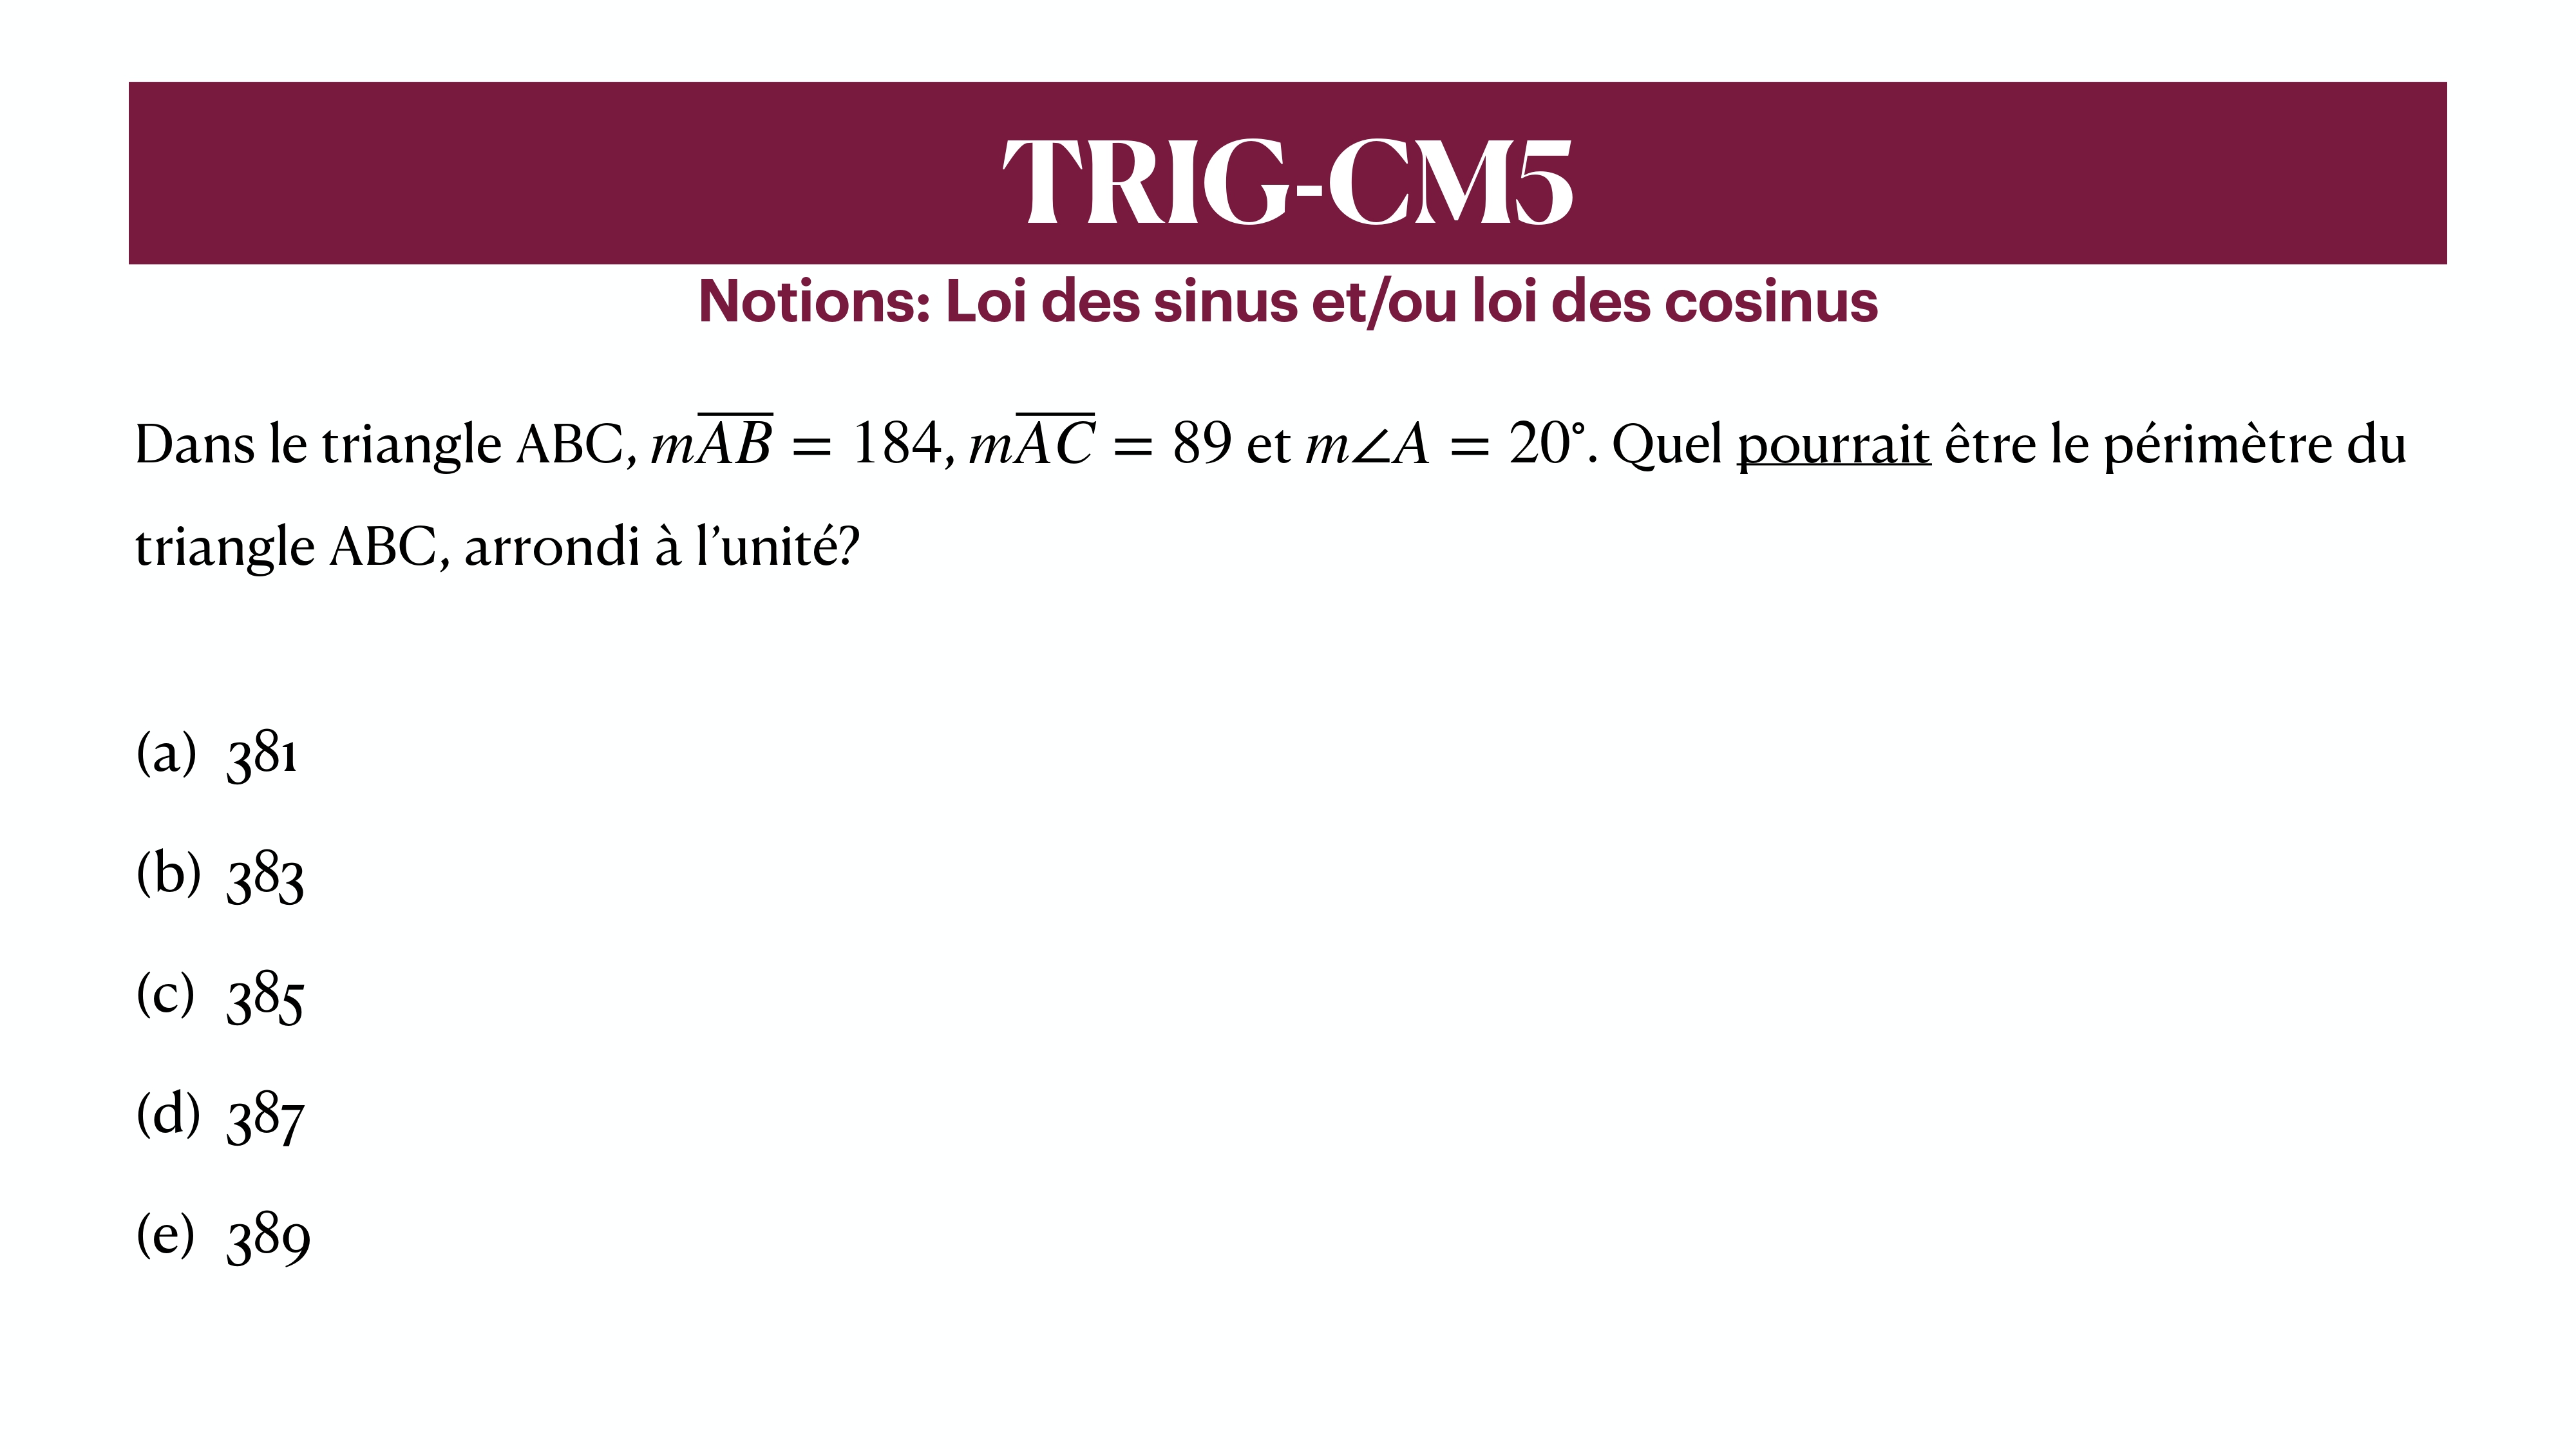 TRIG-CM5
Notions: Loi des sinus et/ou loi des cosinus
Dans le triangle ABC, m\overline{AB} = 184, m\overline{AC} = 89 et m∠A = 20°. Quel pourrait être le périmètre du
triangle ABC, arrondi à l’unité?
(a) 381
(b) 383
(c) 385
(d) 387
(e) 389